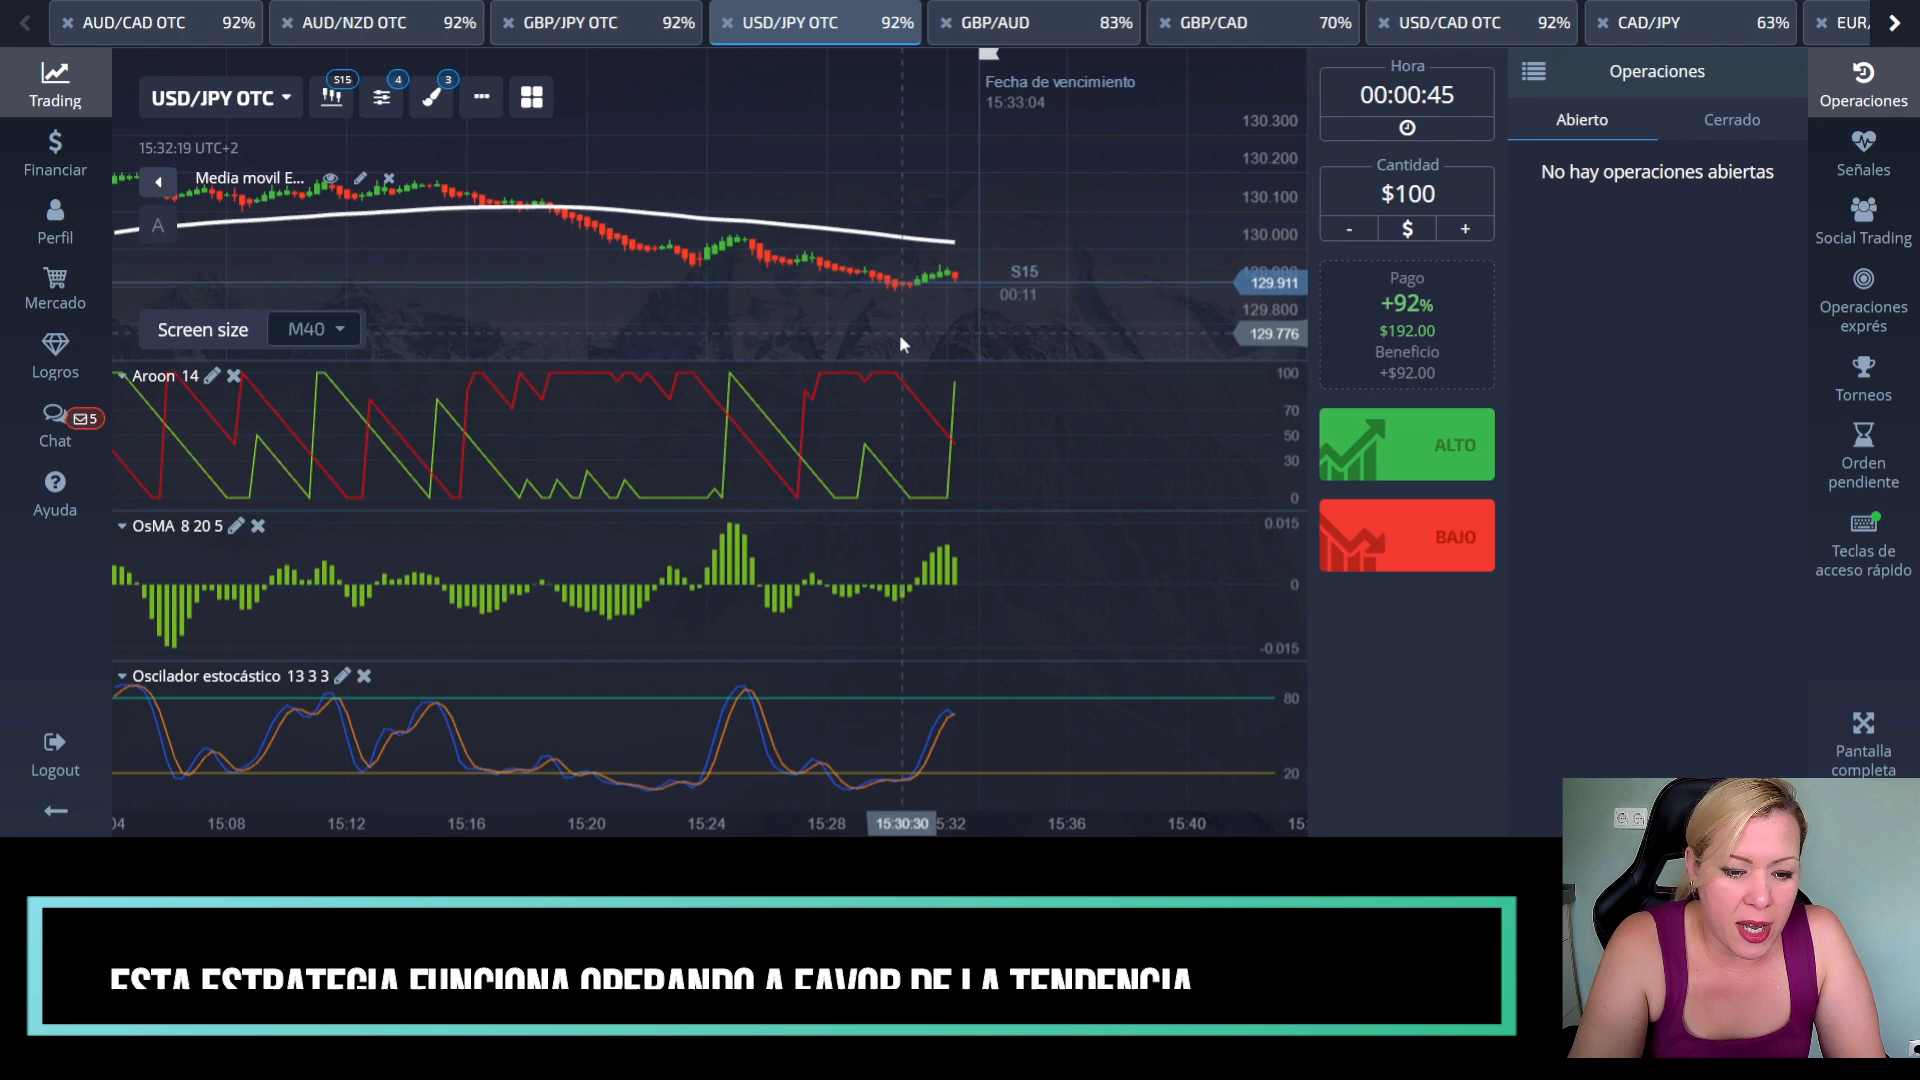 AUD/CAD OTC 92% AUD/NZD OTC 92% GBP/JPY OTC 92% USD/JPY OTC 92% GBP/AUD 83% GBP/CAD 70% USD/CAD OTC 92% CAD/JPY 63% EUR/
Trading
Financiar
Perfil
Mercado
Logros
5
Chat
Ayuda
Logout
USD/JPY OTC
S15
4
3
15:32:19 UTC+2
Media movil E...
A
Screen size M40
Fecha de vencimiento
15:33:04
S15
00:11
130.300
130.200
130.100
130.000
129.911
129.800
129.776
Aroon 14
100
70
50
30
0
OsMA 8 20 5
0.015
0
-0.015
Oscilador estocástico 13 3 3
80
20
04 15:08 15:12 15:16 15:20 15:24 15:28 15:30:30 5:32 15:36 15:40 15:
Hora
00:00:45
Cantidad
$100
- $ +
Pago
+92%
$192.00
Beneficio
+$92.00
ALTO
BAJO
Operaciones
Abierto Cerrado
No hay operaciones abiertas
Operaciones
Señales
Social Trading
Operaciones
exprés
Torneos
Orden
pendiente
Teclas de
acceso rápido
Pantalla
completa
ESTA ESTRATEGIA FUNCIONA OPERANDO A FAVOR DE LA TENDENCIA